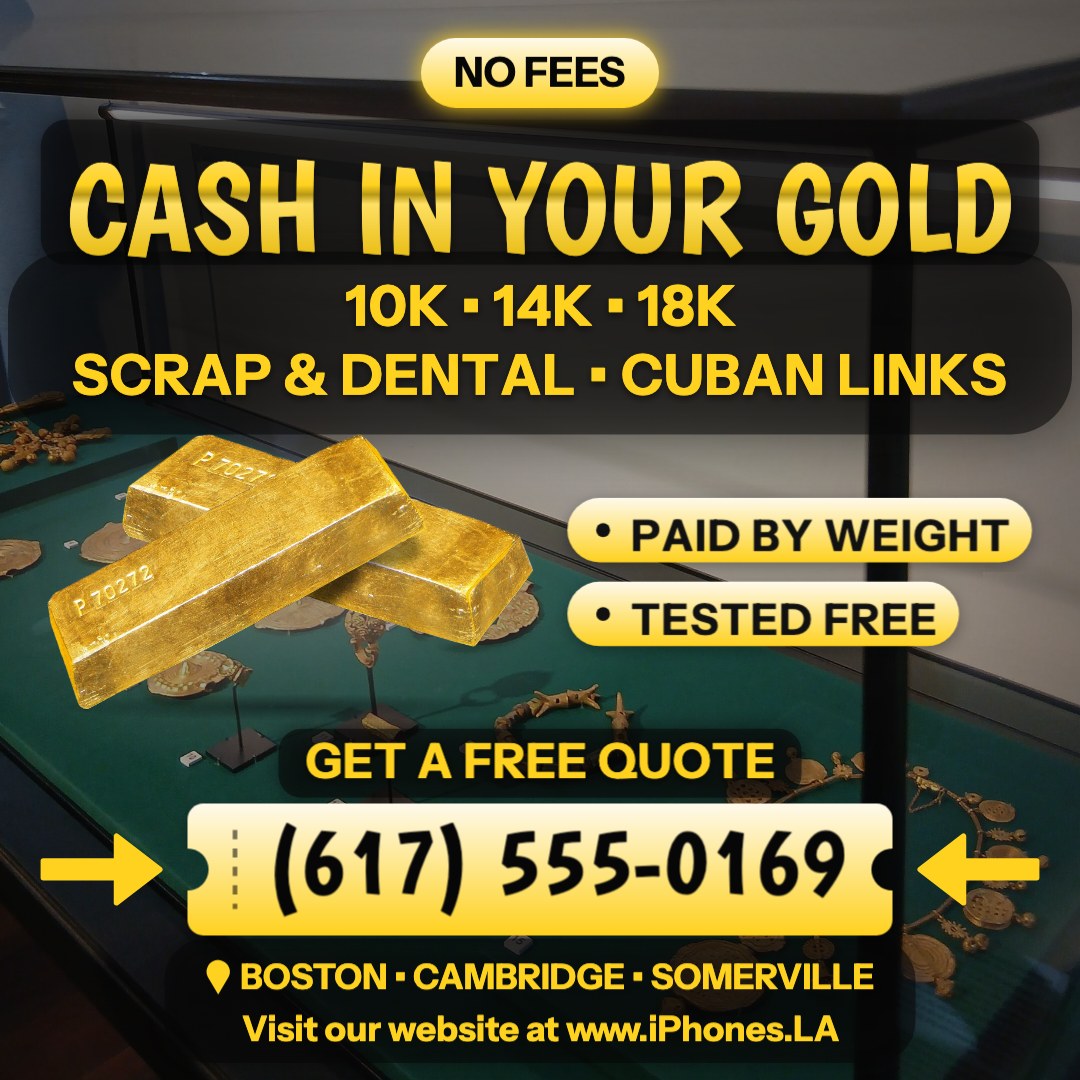 NO FEES
CASH IN YOUR GOLD
10K ▪ 14K ▪ 18K
SCRAP & DENTAL ▪ CUBAN LINKS
P 7027
P 70272
• PAID BY WEIGHT
• TESTED FREE
GET A FREE QUOTE
(617) 555-0169
BOSTON ▪ CAMBRIDGE ▪ SOMERVILLE
Visit our website at www.iPhones.LA